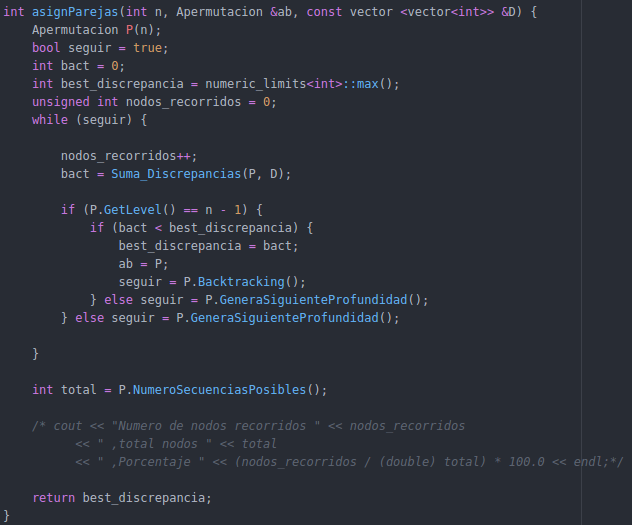 int asignParejas(int n, Apermutacion &ab, const vector <vector<int>> &D) {
    Apermutacion P(n);
    bool seguir = true;
    int bact = 0;
    int best_discrepancia = numeric_limits<int>::max();
    unsigned int nodos_recorridos = 0;
    while (seguir) {

        nodos_recorridos++;
        bact = Suma_Discrepancias(P, D);

        if (P.GetLevel() == n - 1) {
            if (bact < best_discrepancia) {
                best_discrepancia = bact;
                ab = P;
                seguir = P.Backtracking();
            } else seguir = P.GeneraSiguienteProfundidad();
        } else seguir = P.GeneraSiguienteProfundidad();

    }

    int total = P.NumeroSecuenciasPosibles();

    /* cout << "Numero de nodos recorridos " << nodos_recorridos
          << " ,total nodos " << total
          << " ,Porcentaje " << (nodos_recorridos / (double) total) * 100.0 << endl;*/

    return best_discrepancia;
}